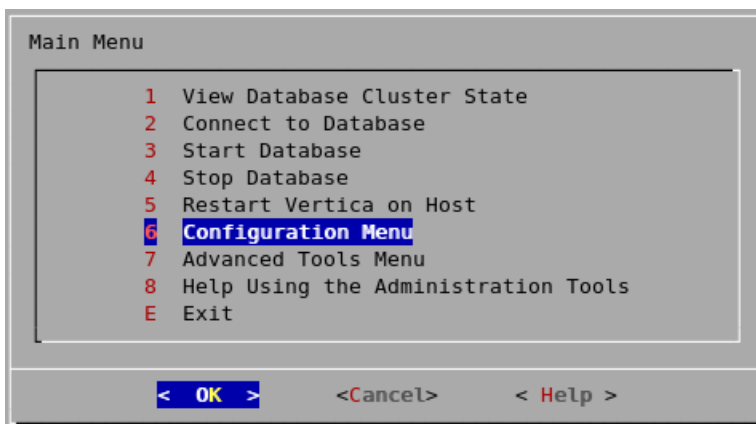 Main Menu
1 View Database Cluster State
2 Connect to Database
3 Start Database
4 Stop Database
5 Restart Vertica on Host
6 Configuration Menu
7 Advanced Tools Menu
8 Help Using the Administration Tools
E Exit
< OK > <Cancel> < Help >